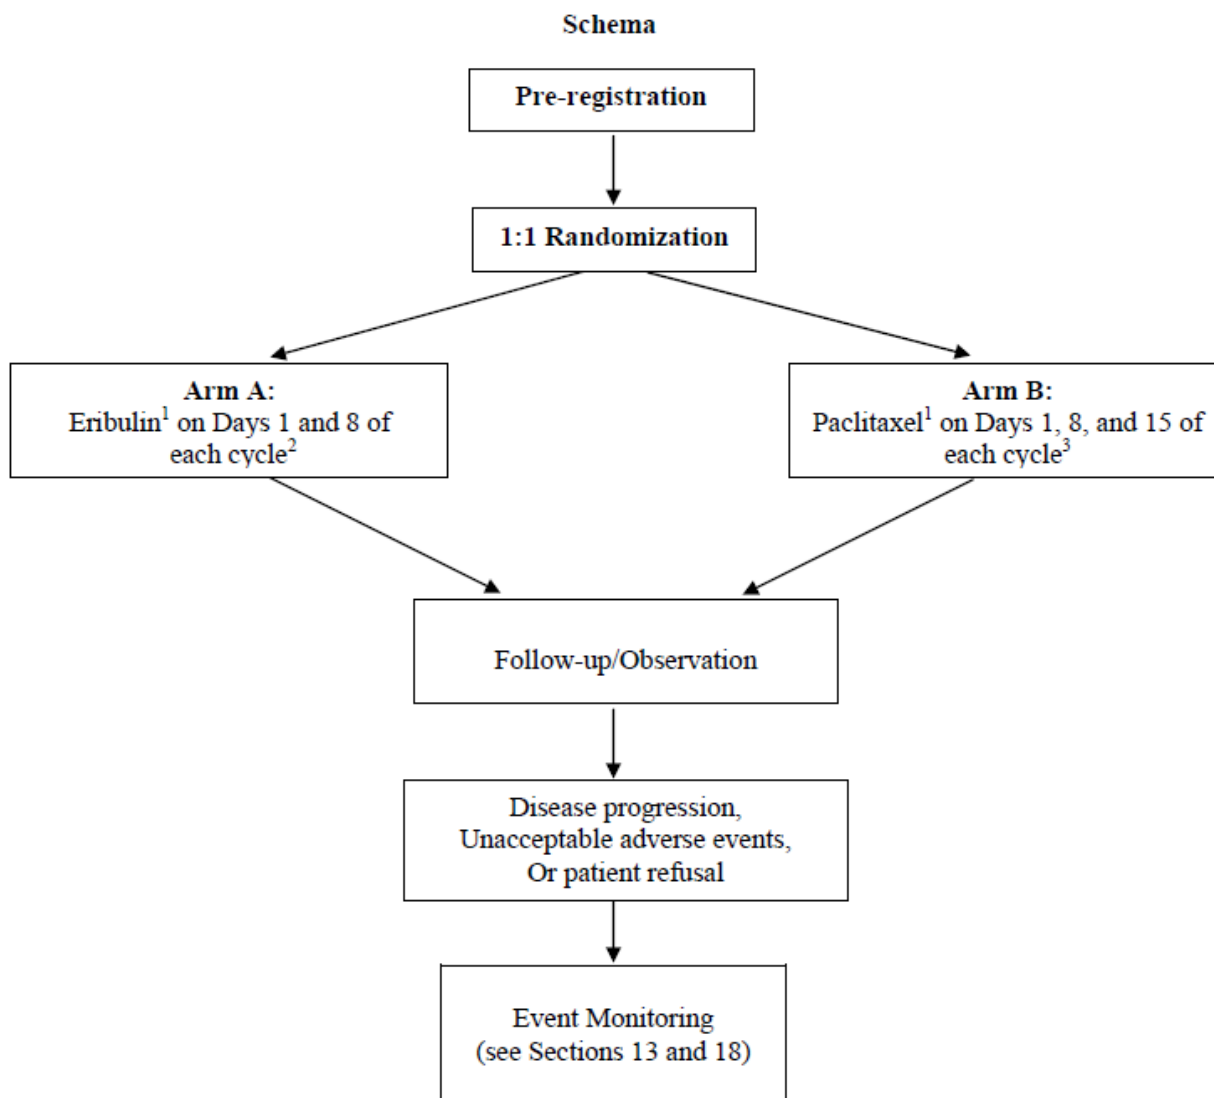 Schema
Pre-registration
1:1 Randomization
Arm A:
Eribulin¹ on Days 1 and 8 of
each cycle²
Arm B:
Paclitaxel¹ on Days 1, 8, and 15 of
each cycle³
Follow-up/Observation
Disease progression,
Unacceptable adverse events,
Or patient refusal
Event Monitoring
(see Sections 13 and 18)